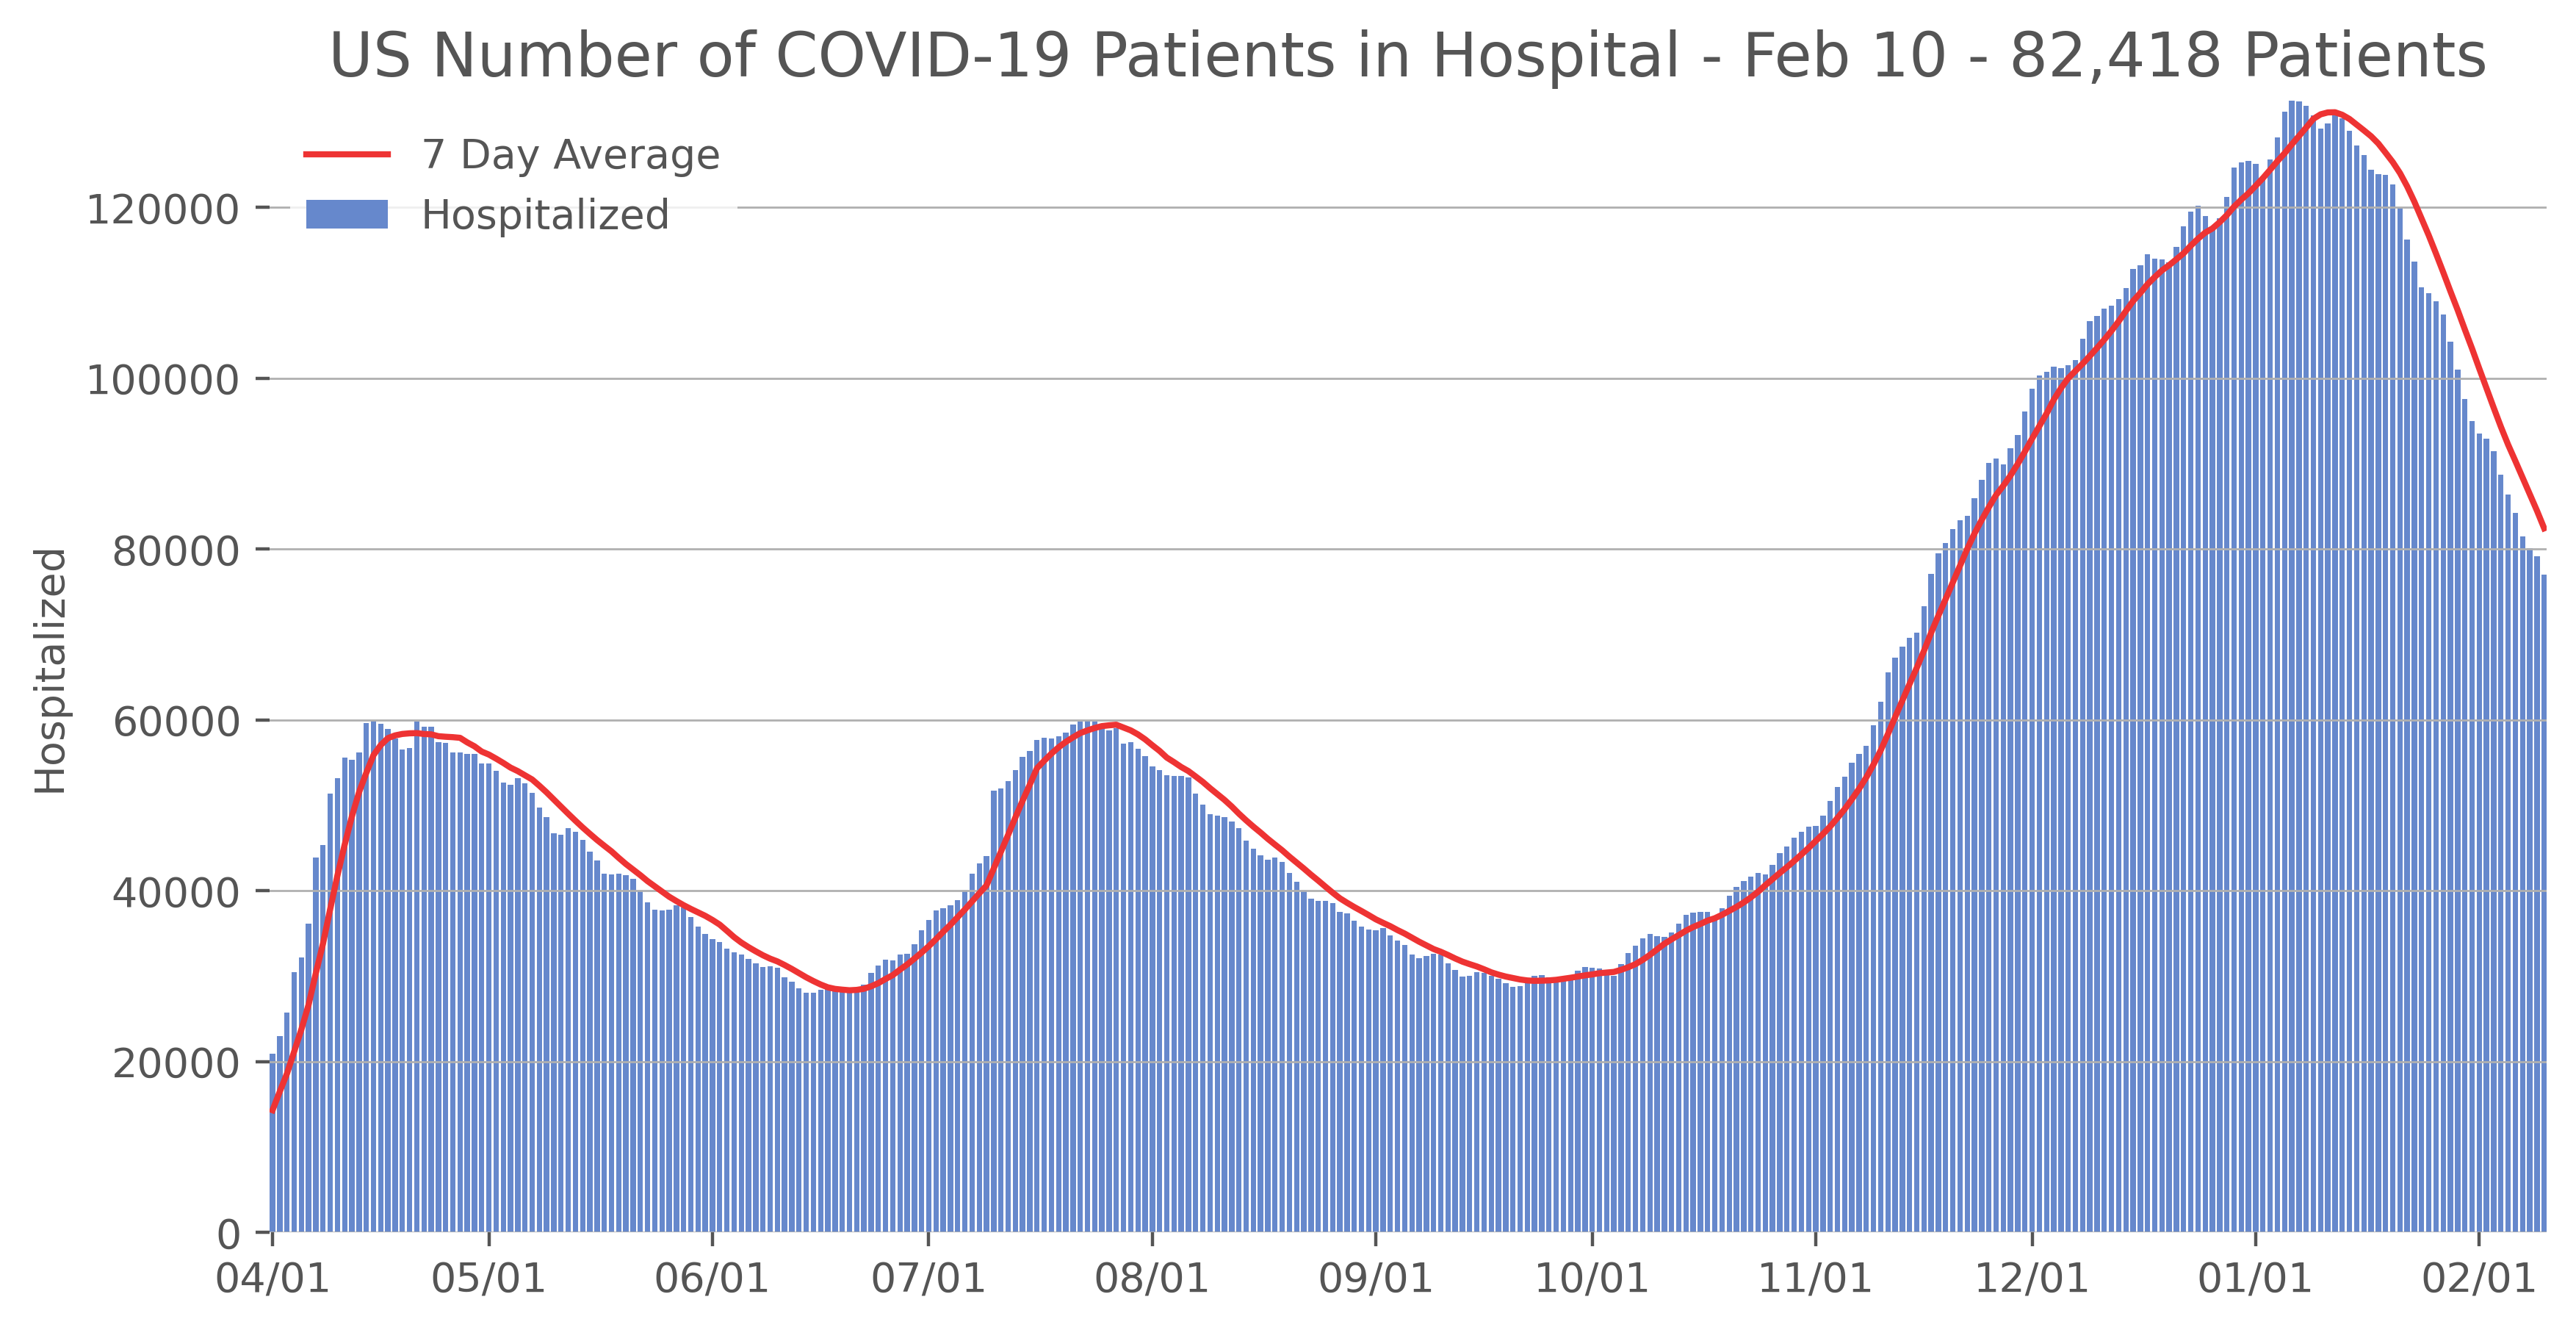 US Number of COVID-19 Patients in Hospital - Feb 10 - 82,418 Patients
7 Day Average
Hospitalized
Hospitalized
120000
100000
80000
60000
40000
20000
0
04/01 05/01 06/01 07/01 08/01 09/01 10/01 11/01 12/01 01/01 02/01